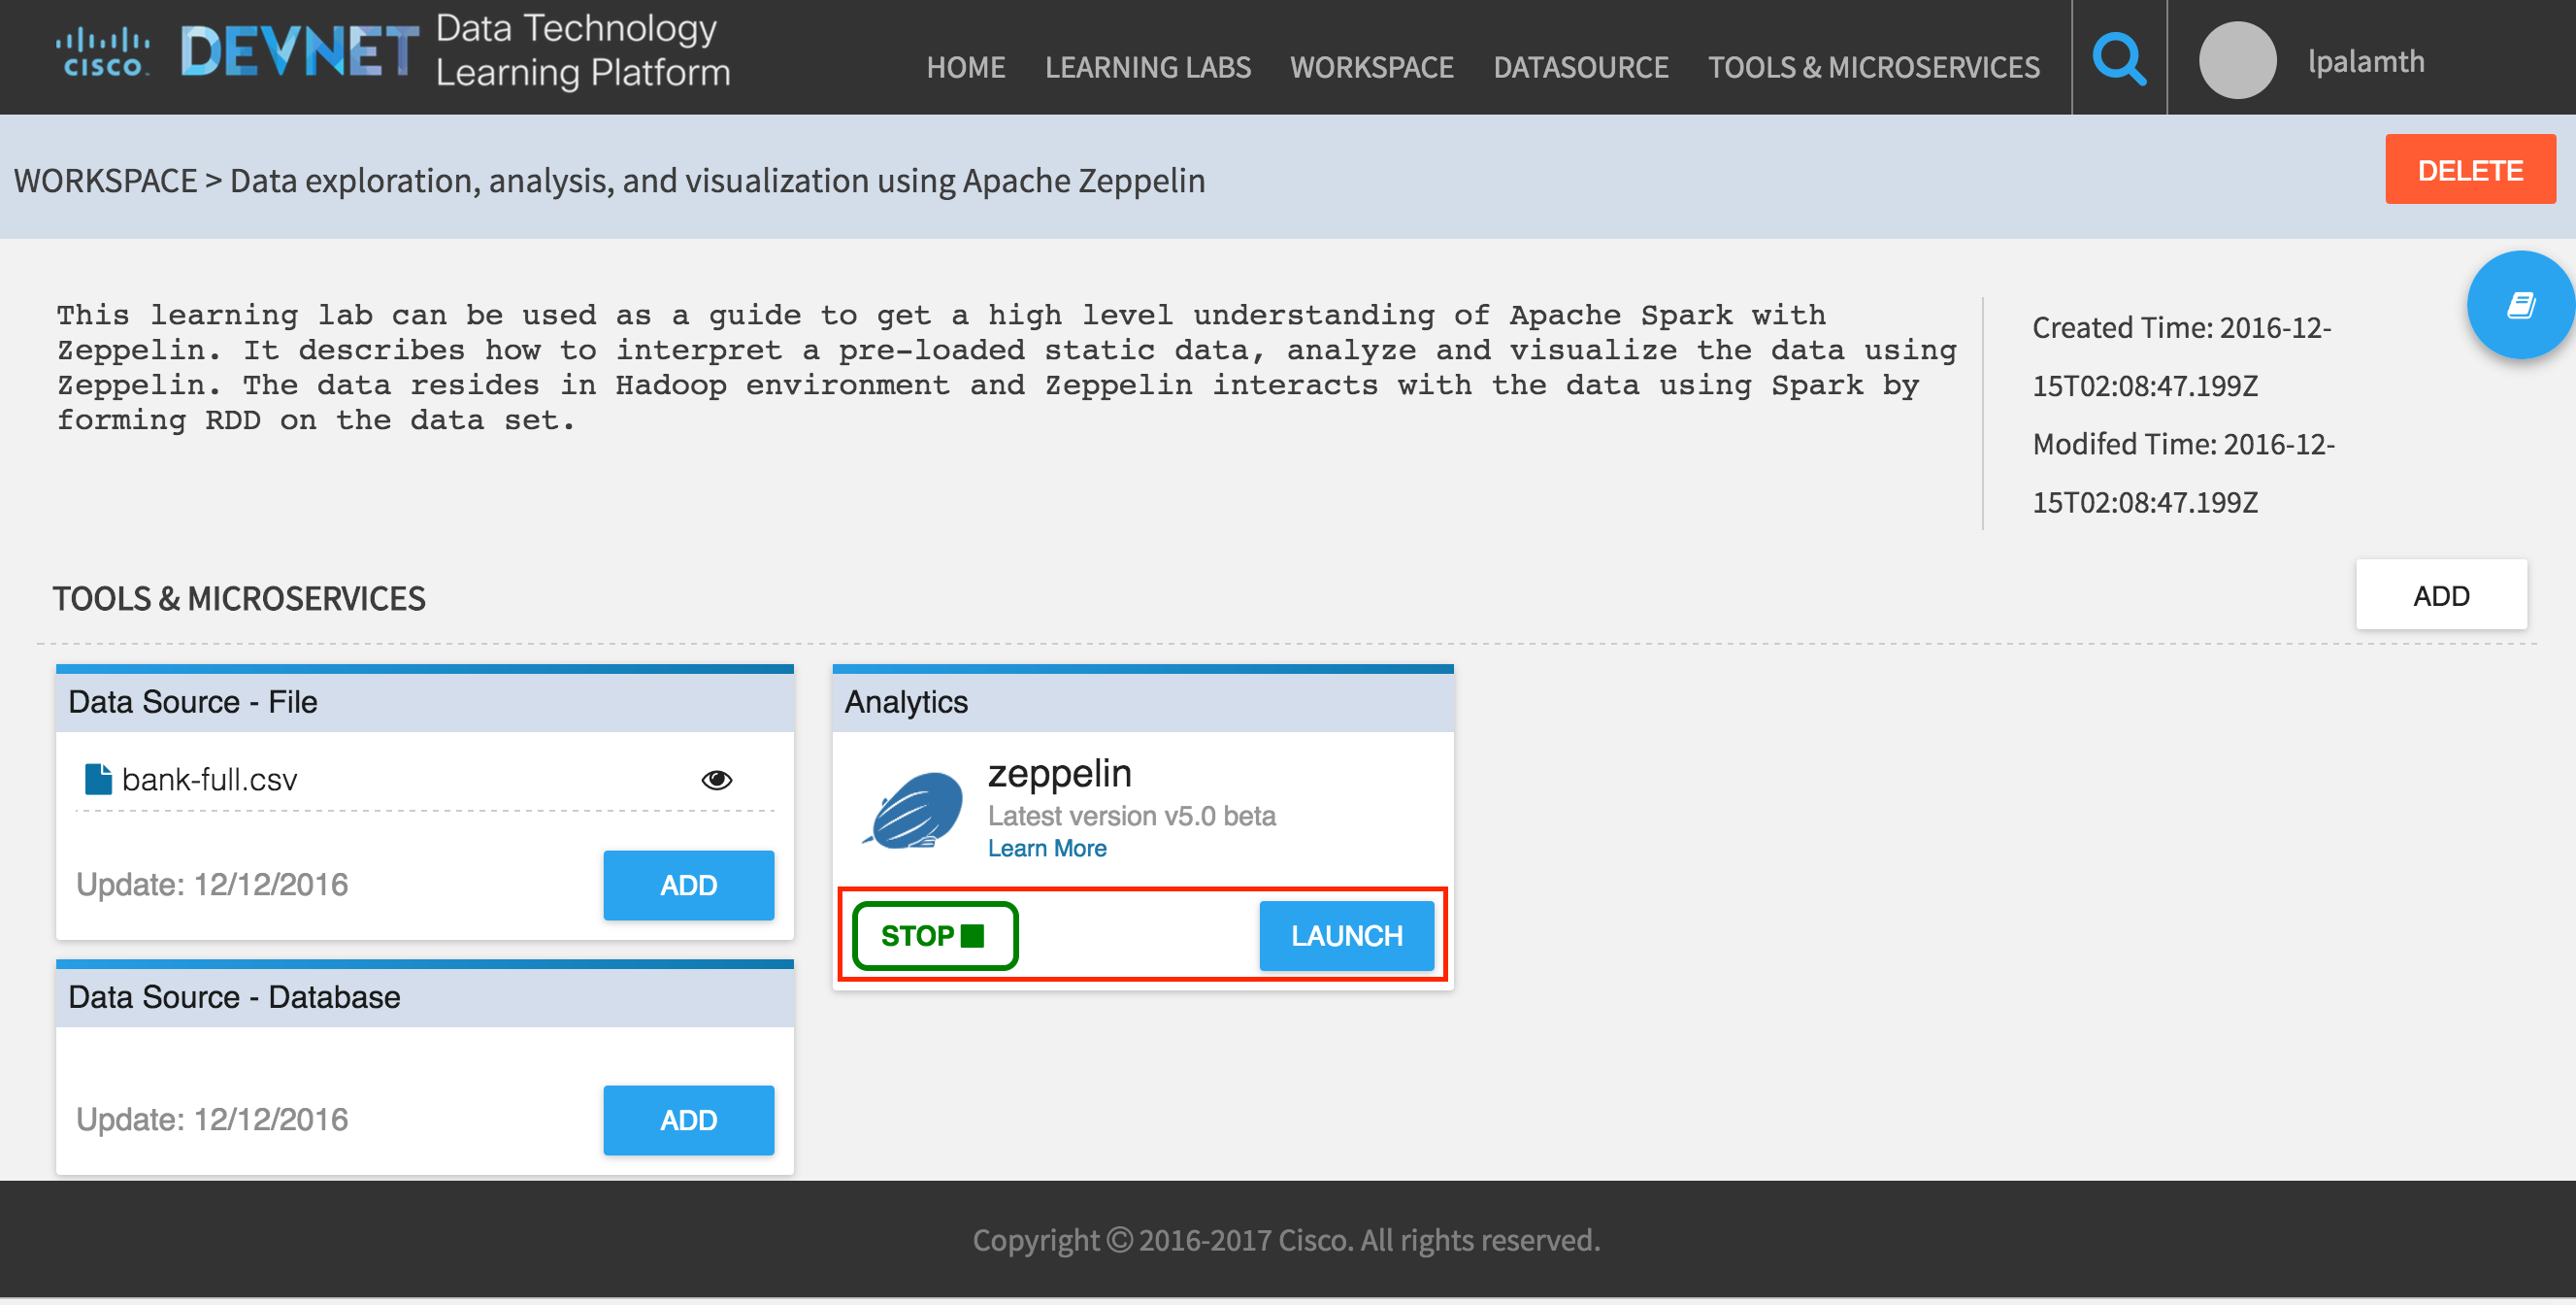 CISCO DEVNET Data Technology
Learning Platform
HOME LEARNING LABS WORKSPACE DATASOURCE TOOLS & MICROSERVICES lpalamth
WORKSPACE > Data exploration, analysis, and visualization using Apache Zeppelin
DELETE
This learning lab can be used as a guide to get a high level understanding of Apache Spark with
Zeppelin. It describes how to interpret a pre-loaded static data, analyze and visualize the data using
Zeppelin. The data resides in Hadoop environment and Zeppelin interacts with the data using Spark by
forming RDD on the data set.
Created Time: 2016-12-
15T02:08:47.199Z
Modifed Time: 2016-12-
15T02:08:47.199Z
TOOLS & MICROSERVICES
ADD
Data Source - File
bank-full.csv
Update: 12/12/2016
ADD
Data Source - Database
Update: 12/12/2016
ADD
Analytics
zeppelin
Latest version v5.0 beta
Learn More
STOP
LAUNCH
Copyright © 2016-2017 Cisco. All rights reserved.